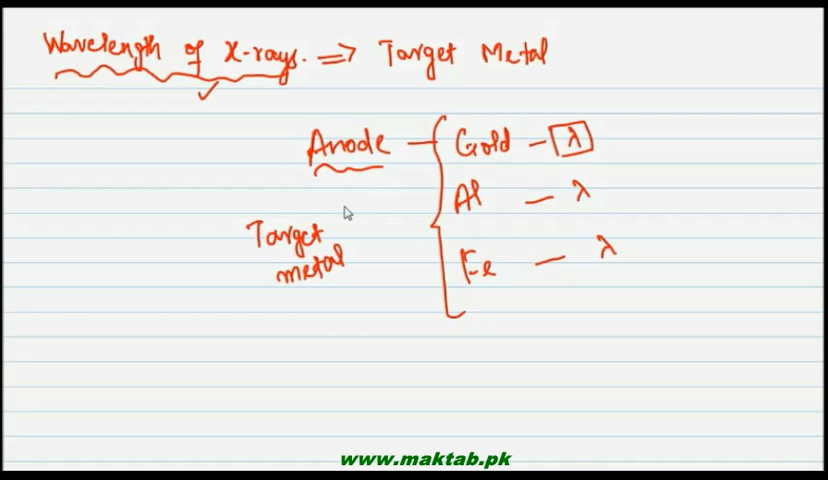 Wavelength of X-rays. ⇒ Target Metal
Anode - Gold - λ
Al - λ
Target
metal
Fe - λ
www.maktab.pk